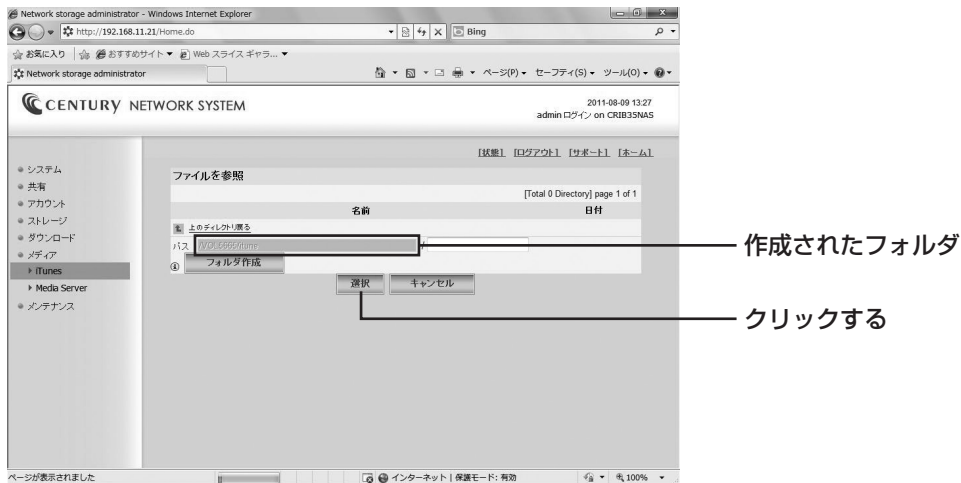 Network storage administrator - Windows Internet Explorer
http://192.168.11.21/Home.do
Bing
お気に入り おすすめサイト ▼ Web スライス ギャラ... ▼
Network storage administrator
ページ(P) ▼ セーフティ(S) ▼ ツール(O) ▼
CENTURY NETWORK SYSTEM
2011-08-09 13:27
admin ログイン on CRIB35NAS
[状態] [ログアウト] [サポート] [ホーム]
システム
共有
アカウント
ストレージ
ダウンロード
メディア
iTunes
Media Server
メンテナンス
ファイルを参照
[Total 0 Directory] page 1 of 1
名前 日付
上のディレクトリ戻る
パス /
フォルダ作成
選択 キャンセル
作成されたフォルダ
クリックする
ページが表示されました
インターネット | 保護モード: 有効
100%